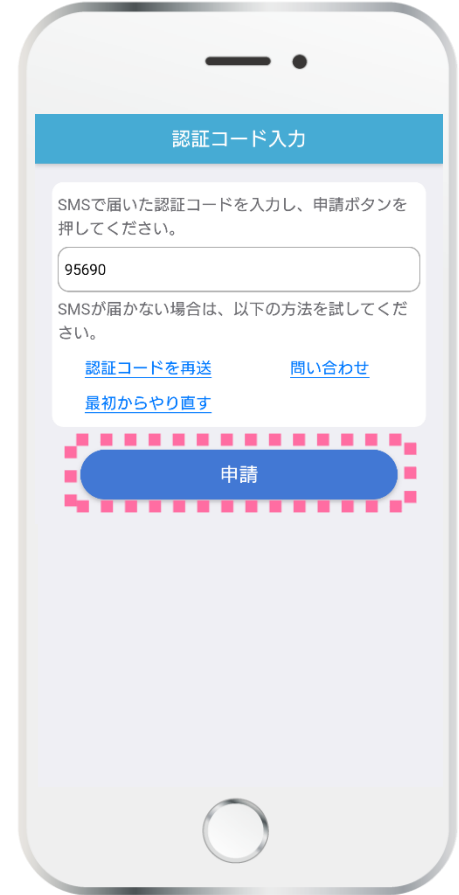 認証コード入力
SMSで届いた認証コードを入力し、申請ボタンを
押してください。
95690
SMSが届かない場合は、以下の方法を試してくだ
さい。
認証コードを再送 問い合わせ
最初からやり直す
申請